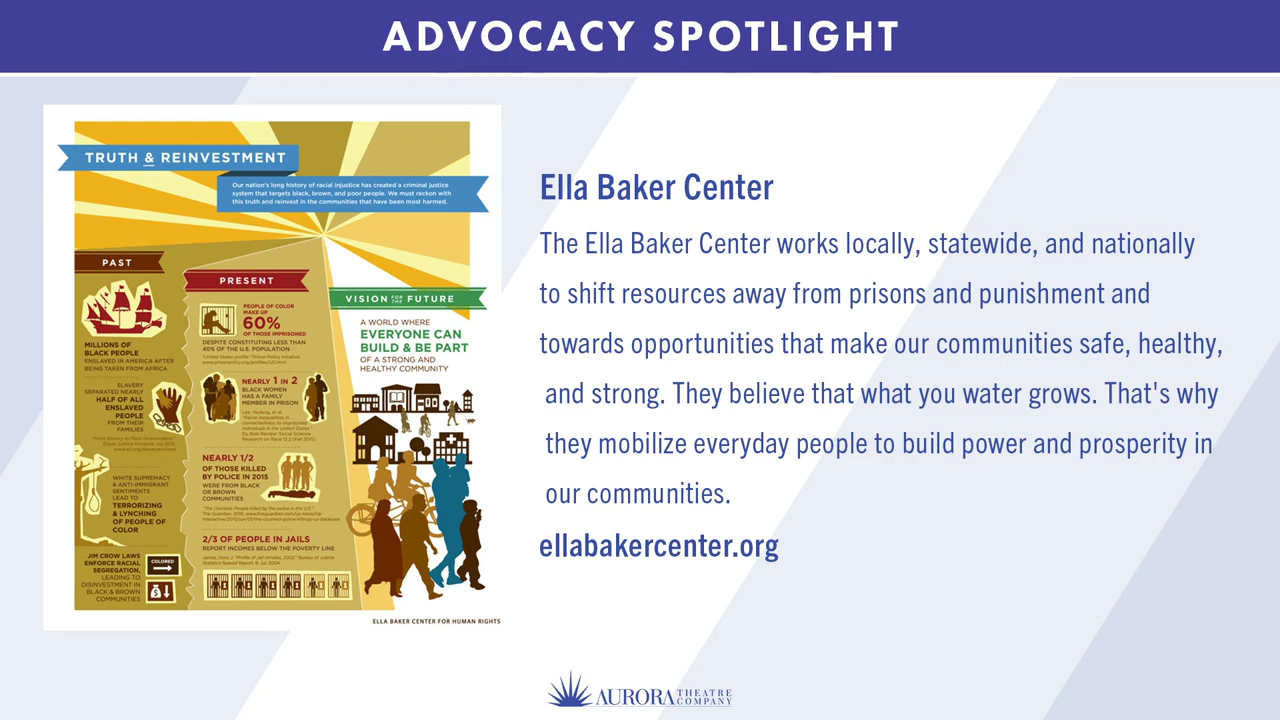 ADVOCACY SPOTLIGHT
TRUTH & REINVESTMENT
Our nation's long history of racial injustice has created a criminal justice
system that targets black, brown, and poor people. We must reckon with
this truth and reinvest in the communities that have been most harmed.
PAST
MILLIONS OF
BLACK PEOPLE
ENSLAVED IN AMERICA AFTER
BEING TAKEN FROM AFRICA
SLAVERY
SEPARATED NEARLY
HALF OF ALL
ENSLAVED
PEOPLE
FROM THEIR
FAMILIES
WHITE SUPREMACY
& ANTI-IMMIGRANT
SENTIMENTS
LEAD TO
TERRORIZING
& LYNCHING
OF PEOPLE OF
COLOR
JIM CROW LAWS
ENFORCE RACIAL
SEGREGATION,
LEADING TO
DISINVESTMENT IN
BLACK & BROWN
COMMUNITIES
COLORED
$
PRESENT
PEOPLE OF COLOR
MAKE UP
60%
OF THOSE IMPRISONED
DESPITE CONSTITUTING LESS THAN
40% OF THE U.S. POPULATION
NEARLY 1 IN 2
BLACK WOMEN
HAS A FAMILY
MEMBER IN PRISON
NEARLY 1/2
OF THOSE KILLED
BY POLICE IN 2015
WERE FROM BLACK
OR BROWN
COMMUNITIES
2/3 OF PEOPLE IN JAILS
REPORT INCOMES BELOW THE POVERTY LINE
VISION FOR THE FUTURE
A WORLD WHERE
EVERYONE CAN
BUILD & BE PART
OF A STRONG AND
HEALTHY COMMUNITY
ELLA BAKER CENTER FOR HUMAN RIGHTS
Ella Baker Center
The Ella Baker Center works locally, statewide, and nationally
to shift resources away from prisons and punishment and
towards opportunities that make our communities safe, healthy,
and strong. They believe that what you water grows. That's why
they mobilize everyday people to build power and prosperity in
our communities.
ellabakercenter.org
AURORA THEATRE COMPANY